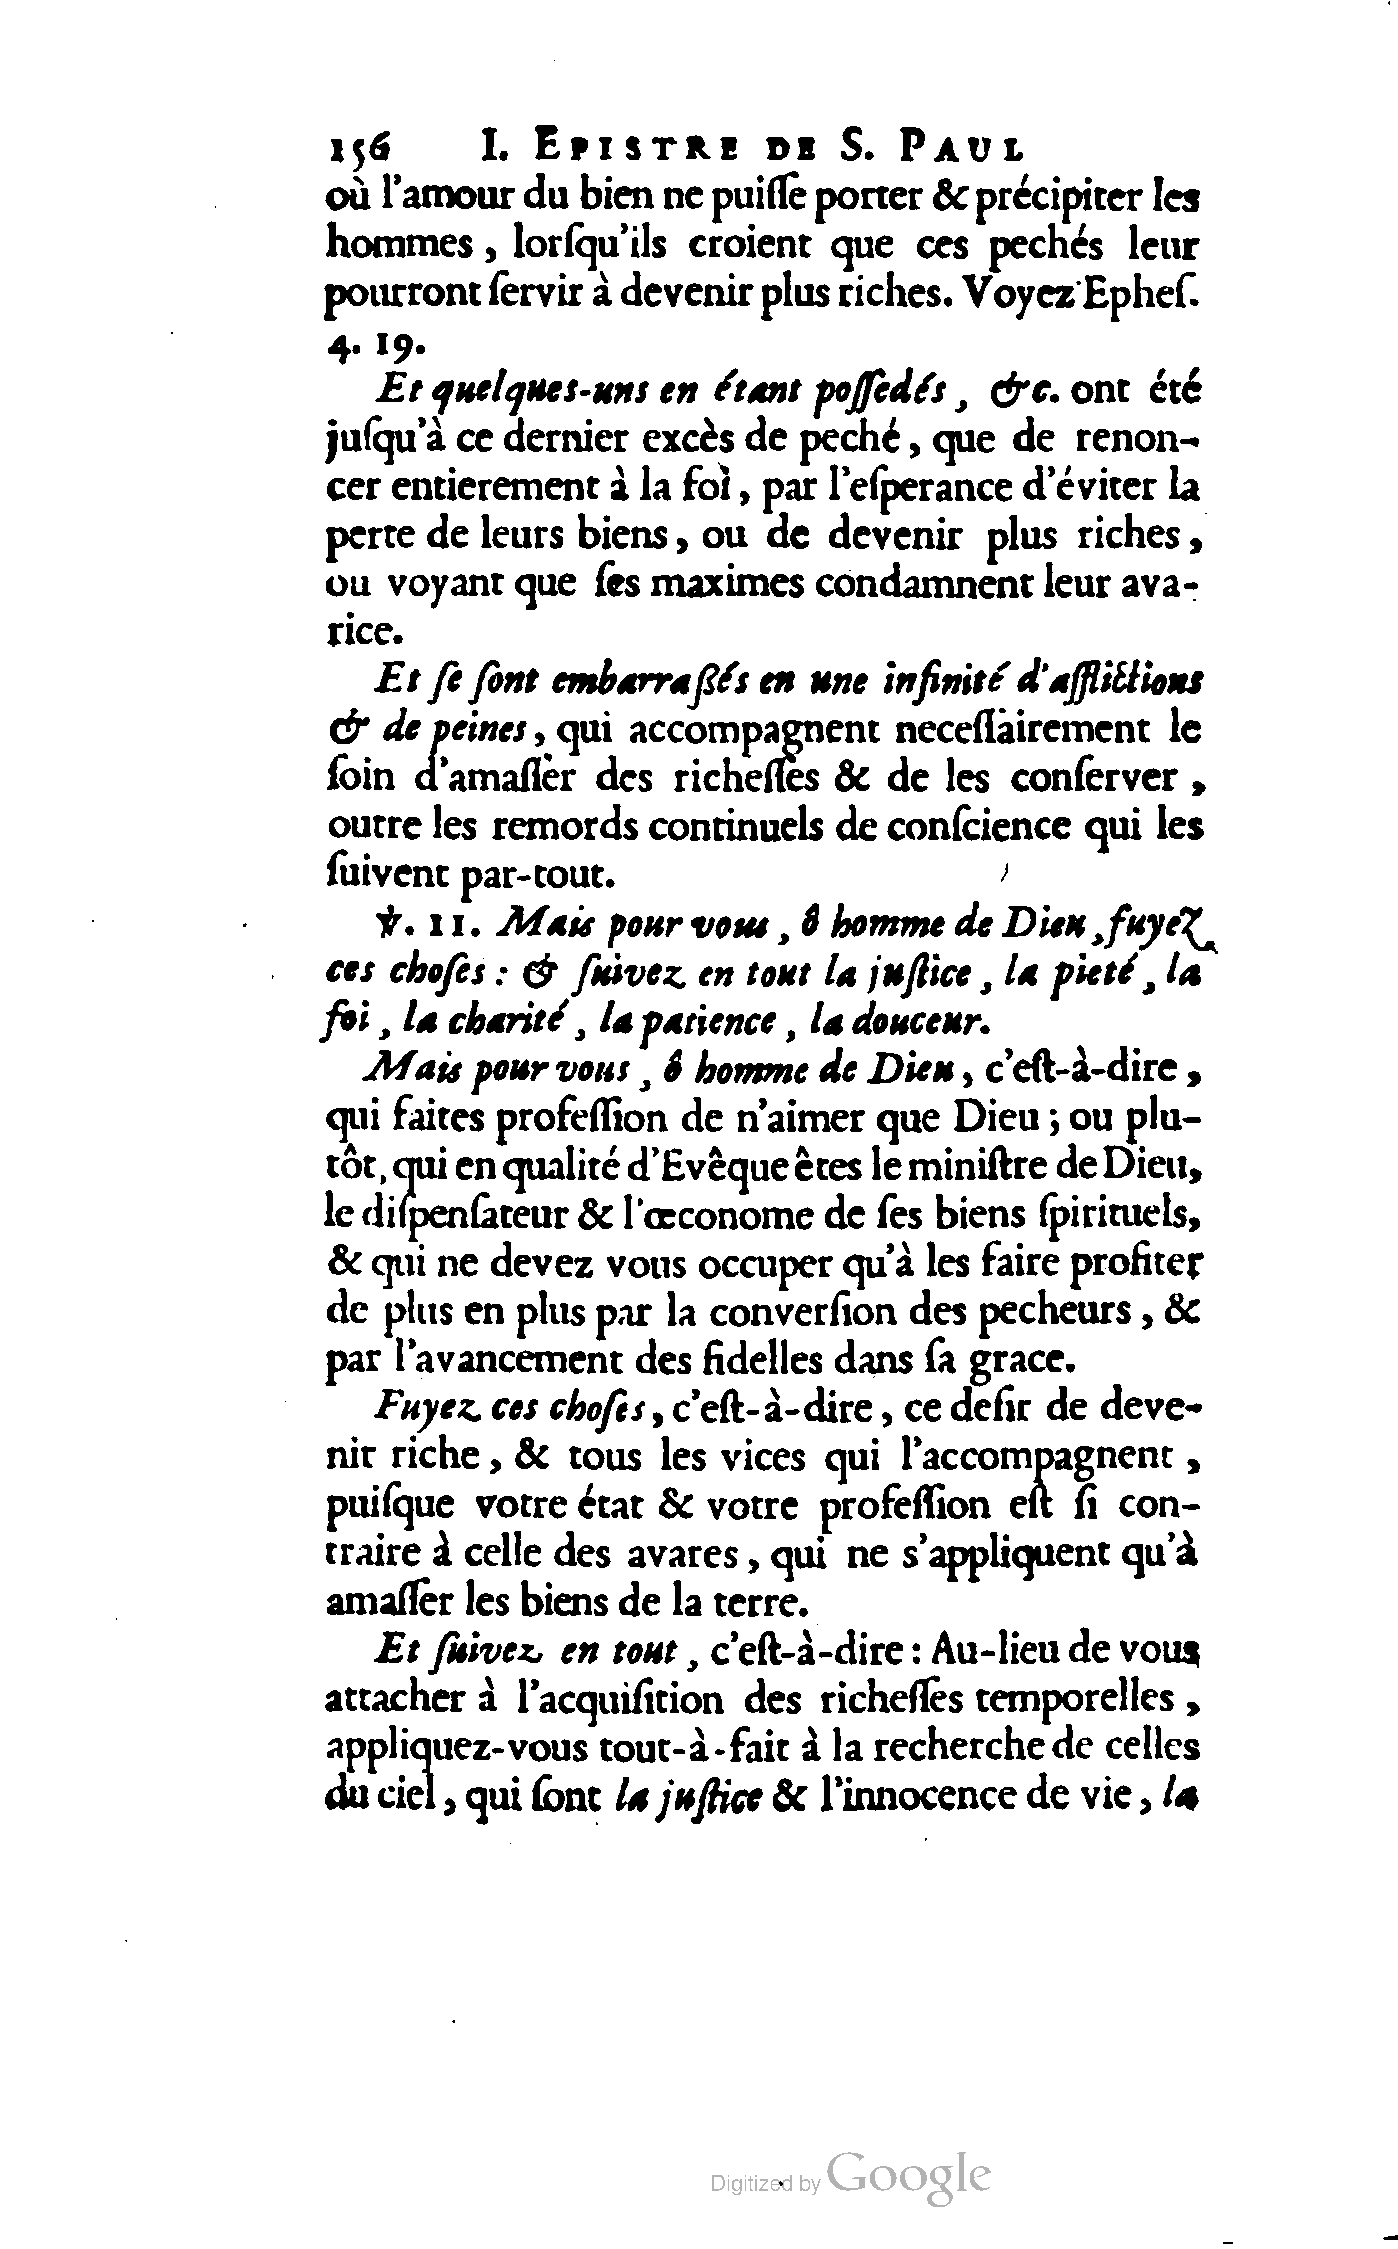 156 I. EPISTRE DE S. PAUL
où l'amour du bien ne puiſſe porter & précipiter les
hommes, lorſqu'ils croient que ces pechés leur
pourront ſervir à devenir plus riches. Voyez Epheſ.
4. 19.
Et quelques-uns en étant poſſedés, &c. ont été
juſqu'à ce dernier excès de peché, que de renon-
cer entierement à la foi, par l'eſperance d'éviter la
perte de leurs biens, ou de devenir plus riches,
ou voyant que ſes maximes condamnent leur ava-
rice.
Et ſe ſont embarraßés en une infinité d'afflictions
& de peines, qui accompagnent neceſſairement le
ſoin d'amaſſer des richeſſes & de les conſerver,
outre les remords continuels de conſcience qui les
ſuivent par-tout.
℣. 11. Mais pour vous, ô homme de Dieu, fuyez
ces choſes : & ſuivez en tout la juſtice, la pieté, la
foi, la charité, la patience, la douceur.
Mais pour vous, ô homme de Dieu, c'eſt-à-dire,
qui faites profeſſion de n'aimer que Dieu ; ou plu-
tôt, qui en qualité d'Evêque êtes le miniſtre de Dieu,
le diſpenſateur & l'œconome de ſes biens ſpirituels,
& qui ne devez vous occuper qu'à les faire profiter
de plus en plus par la converſion des pecheurs, &
par l'avancement des fidelles dans ſa grace.
Fuyez ces choſes, c'eſt-à-dire, ce deſir de deve-
nir riche, & tous les vices qui l'accompagnent,
puiſque votre état & votre profeſſion eſt ſi con-
traire à celle des avares, qui ne s'appliquent qu'à
amaſſer les biens de la terre.
Et ſuivez en tout, c'eſt-à-dire : Au-lieu de vous
attacher à l'acquiſition des richeſſes temporelles,
appliquez-vous tout-à-fait à la recherche de celles
du ciel, qui ſont la juſtice & l'innocence de vie, la
Digitized by Google